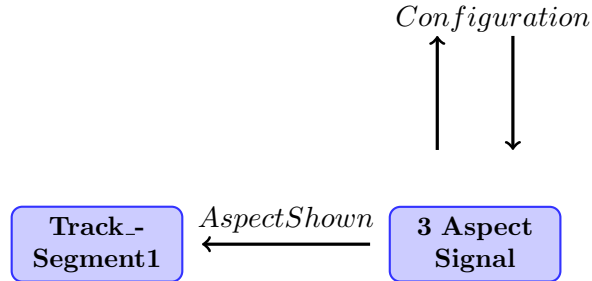 Configuration
AspectShown
Track_-
Segment1
3 Aspect
Signal